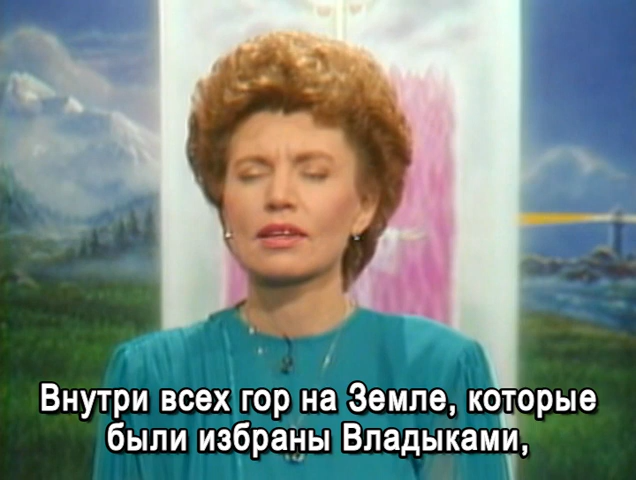 Внутри всех гор на Земле, которые
были избраны Владыками,